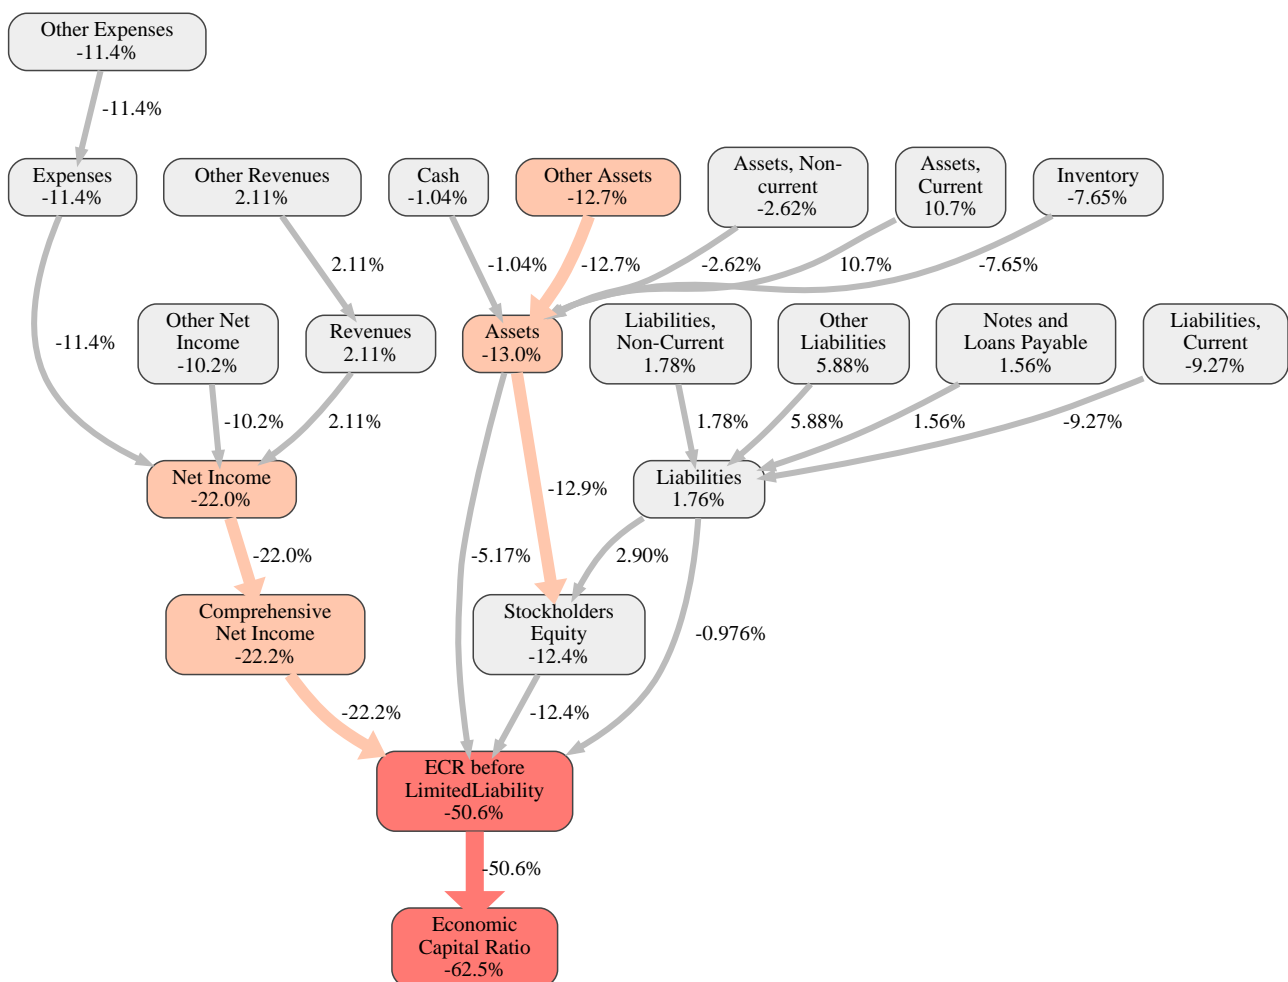 Other Expenses
-11.4%
-11.4%
Expenses
-11.4%
Other Revenues
2.11%
Cash
-1.04%
Other Assets
-12.7%
Assets, Non-
current
-2.62%
Assets,
Current
10.7%
Inventory
-7.65%
2.11%
-1.04%
-12.7%
-2.62%
10.7%
-7.65%
-11.4%
Other Net
Income
-10.2%
Revenues
2.11%
Assets
-13.0%
Liabilities,
Non-Current
1.78%
Other
Liabilities
5.88%
Notes and
Loans Payable
1.56%
Liabilities,
Current
-9.27%
-10.2%
2.11%
1.78%
5.88%
1.56%
-9.27%
Net Income
-22.0%
-12.9%
Liabilities
1.76%
-22.0%
-5.17%
2.90%
Comprehensive
Net Income
-22.2%
Stockholders
Equity
-12.4%
-0.976%
-22.2%
-12.4%
ECR before
LimitedLiability
-50.6%
-50.6%
Economic
Capital Ratio
-62.5%